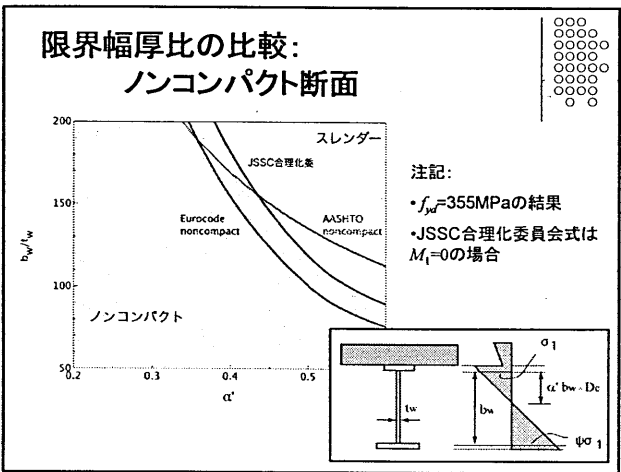 限界幅厚比の比較:
ノンコンパクト断面
200
150
100
50
0.2
0.3
0.4
0.5
b_w/t_w
α'
スレンダー
JSSC合理化委
Eurocode
noncompact
AASHTO
noncompact
ノンコンパクト
注記:
•f_yd=355MPaの結果
•JSSC合理化委員会式は
M_1=0の場合
σ1
α' bw=Dc
tw
bw
ψσ1